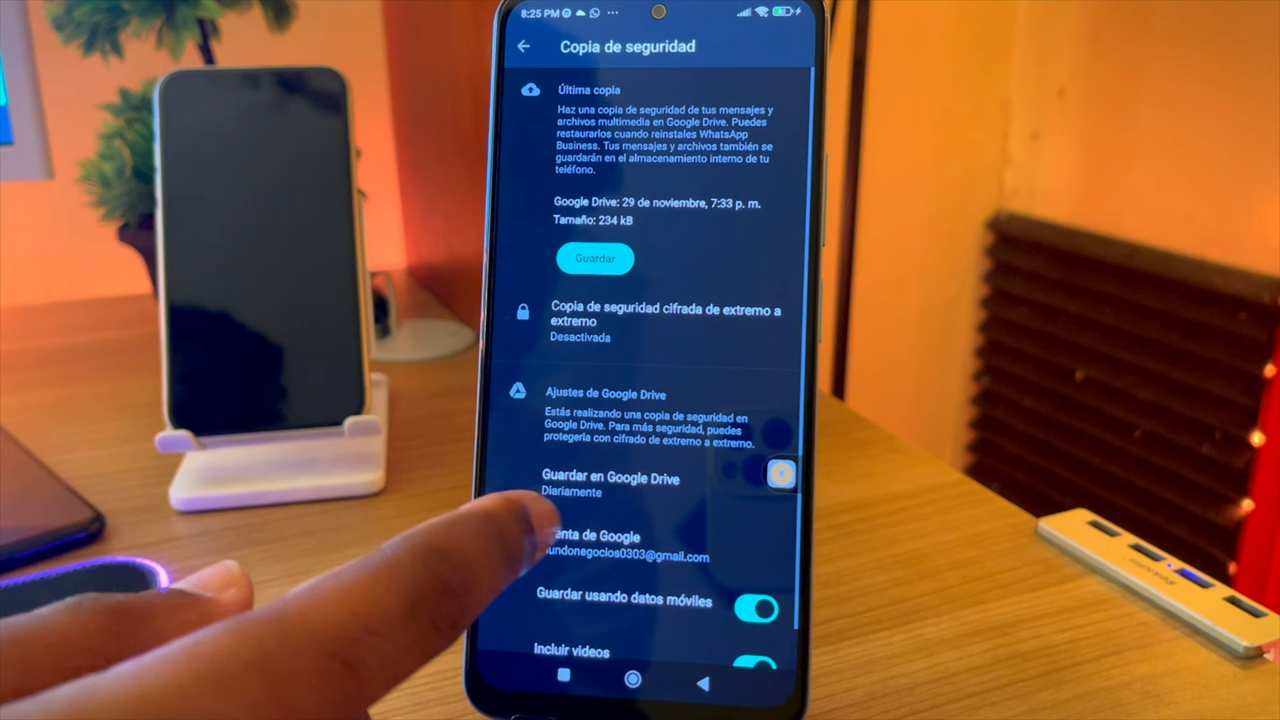 8:25 PM
Copia de seguridad
Última copia
Haz una copia de seguridad de tus mensajes y
archivos multimedia en Google Drive. Puedes
restaurarlos cuando reinstales WhatsApp
Business. Tus mensajes y archivos también se
guardarán en el almacenamiento interno de tu
teléfono.
Google Drive: 29 de noviembre, 7:33 p. m.
Tamaño: 234 kB
Guardar
Copia de seguridad cifrada de extremo a
extremo
Desactivada
Ajustes de Google Drive
Estás realizando una copia de seguridad en
Google Drive. Para más seguridad, puedes
protegerla con cifrado de extremo a extremo.
Guardar en Google Drive
Diariamente
enta de Google
undonegocios0303@gmail.com
Guardar usando datos móviles
Incluir videos